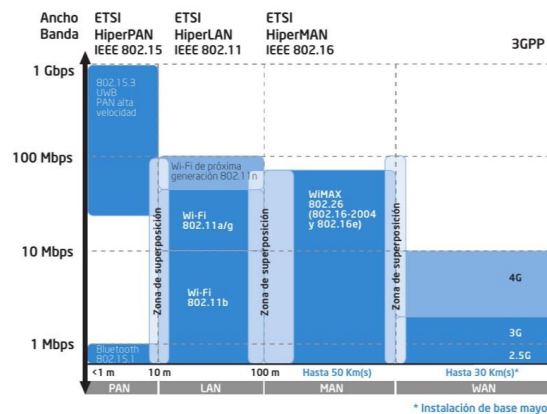 Ancho
Banda
ETSI
HiperPAN
IEEE 802.15
ETSI
HiperLAN
IEEE 802.11
ETSI
HiperMAN
IEEE 802.16
3GPP
1 Gbps
100 Mbps
10 Mbps
1 Mbps
802.15.3
UWB
PAN alta
velocidad
Bluetooth
802.15.1
Zona de superposición
Wi-Fi de próxima
generación 802.11n
Wi-Fi
802.11a/g
Wi-Fi
802.11b
Zona de superposición
WiMAX
802.26
(802.16-2004
y 802.16e)
Zona de superposición
4G
3G
2.5G
<1 m
10 m
100 m
Hasta 50 Km(s)
Hasta 30 Km(s)*
PAN
LAN
MAN
WAN
* Instalación de base mayo